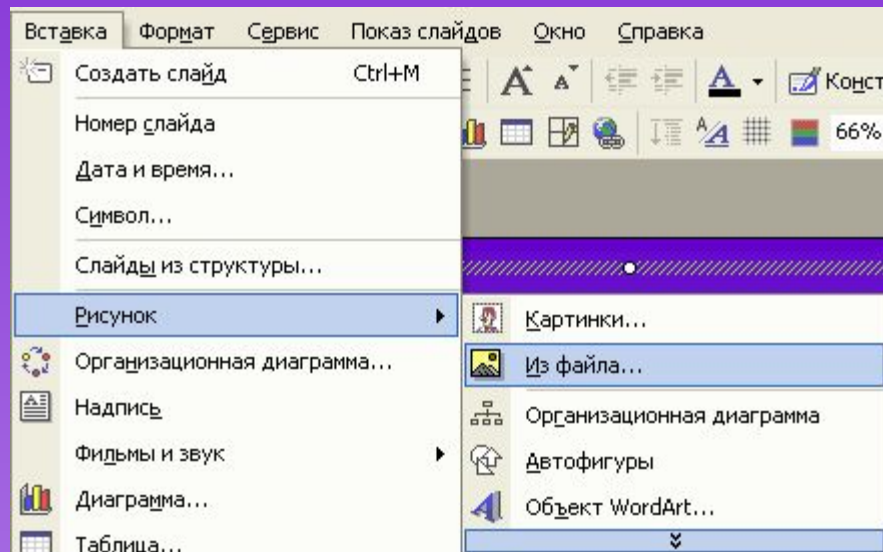 Вставка Формат Сервис Показ слайдов Окно Справка
Создать слайд Ctrl+M
A A A Конст
Номер слайда
66%
Дата и время...
Символ...
Слайды из структуры...
Рисунок
Картинки...
Организационная диаграмма...
Из файла...
Надпись
Организационная диаграмма
Фильмы и звук
Автофигуры
Диаграмма...
Объект WordArt...
Таблица...